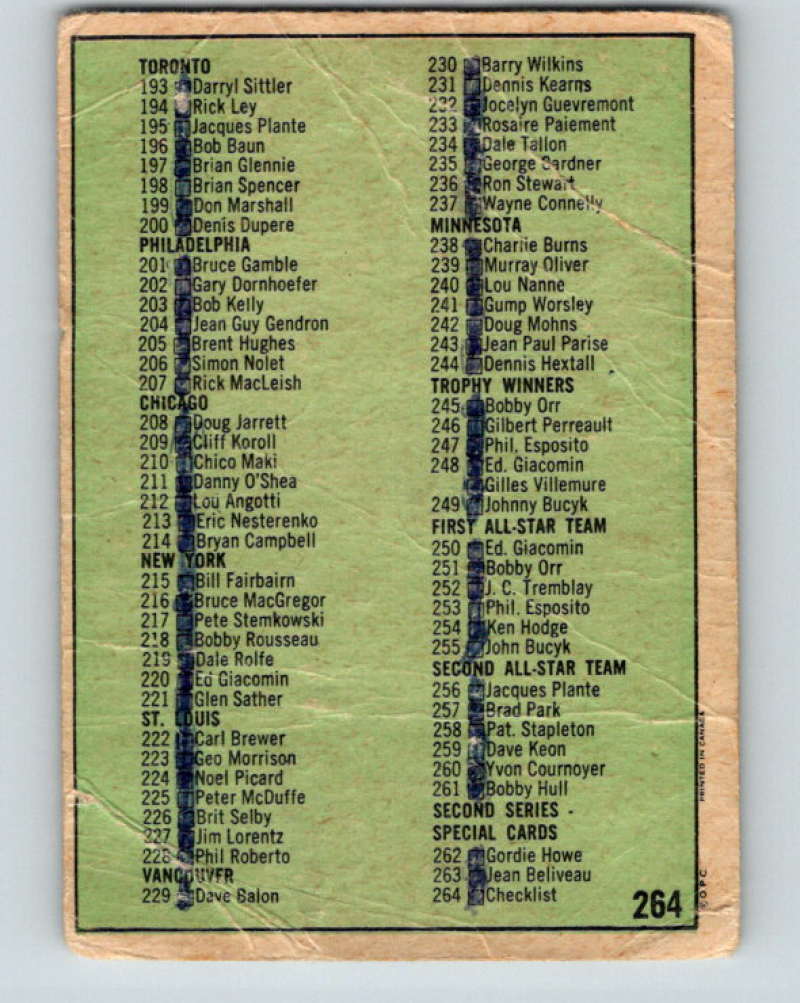 TORONTO
193 Darryl Sittler
194 Rick Ley
195 Jacques Plante
196 Bob Baun
197 Brian Glennie
198 Brian Spencer
199 Don Marshall
200 Denis Dupere
PHILADELPHIA
201 Bruce Gamble
202 Gary Dornhoefer
203 Bob Kelly
204 Jean Guy Gendron
205 Brent Hughes
206 Simon Nolet
207 Rick MacLeish
CHICAGO
208 Doug Jarrett
209 Cliff Koroll
210 Chico Maki
211 Danny O'Shea
212 Lou Angotti
213 Eric Nesterenko
214 Bryan Campbell
NEW YORK
215 Bill Fairbairn
216 Bruce MacGregor
217 Pete Stemkowski
218 Bobby Rousseau
219 Dale Rolfe
220 Ed Giacomin
221 Glen Sather
ST. LOUIS
222 Carl Brewer
223 Geo Morrison
224 Noel Picard
225 Peter McDuffe
226 Brit Selby
227 Jim Lorentz
228 Phil Roberto
VANCOUVER
229 Dave Balon
230 Barry Wilkins
231 Dennis Kearns
232 Jocelyn Guevremont
233 Rosaire Paiement
234 Dale Tallon
235 George Gardner
236 Ron Stewart
237 Wayne Connelly
MINNESOTA
238 Charlie Burns
239 Murray Oliver
240 Lou Nanne
241 Gump Worsley
242 Doug Mohns
243 Jean Paul Parise
244 Dennis Hextall
TROPHY WINNERS
245 Bobby Orr
246 Gilbert Perreault
247 Phil. Esposito
248 Ed. Giacomin
Gilles Villemure
249 Johnny Bucyk
FIRST ALL-STAR TEAM
250 Ed. Giacomin
251 Bobby Orr
252 J. C. Tremblay
253 Phil. Esposito
254 Ken Hodge
255 John Bucyk
SECOND ALL-STAR TEAM
256 Jacques Plante
257 Brad Park
258 Pat. Stapleton
259 Dave Keon
260 Yvon Cournoyer
261 Bobby Hull
SECOND SERIES -
SPECIAL CARDS
262 Gordie Howe
263 Jean Beliveau
264 Checklist
264
© O P C
PRINTED IN CANADA